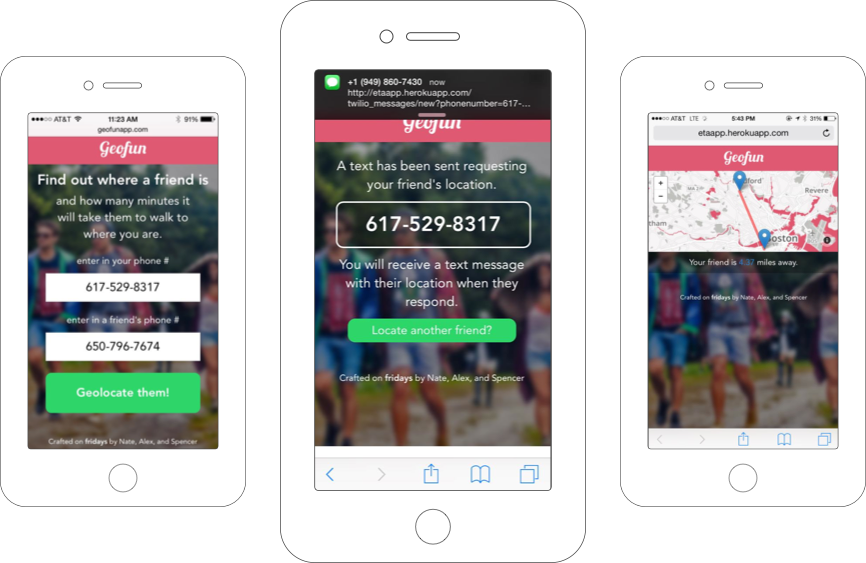 AT&T 11:23 AM 91%
geofunapp.com
Geofun
Find out where a friend is
and how many minutes it
will take them to walk to
where you are.
enter in your phone #
617-529-8317
enter in a friend's phone #
650-796-7674
Geolocate them!
Crafted on fridays by Nate, Alex, and Spencer
+1 (949) 860-7430 now
http://etaapp.herokuapp.com/
twilio_messages/new?phonenumber=617-...
Geofun
A text has been sent requesting
your friend's location.
617-529-8317
You will receive a text message
with their location when they
respond.
Locate another friend?
Crafted on fridays by Nate, Alex, and Spencer
AT&T LTE 5:43 PM 31%
etaapp.herokuapp.com
Geofun
+
−
Revere
Boston
Your friend is 4.37 miles away.
Crafted on fridays by Nate, Alex, and Spencer